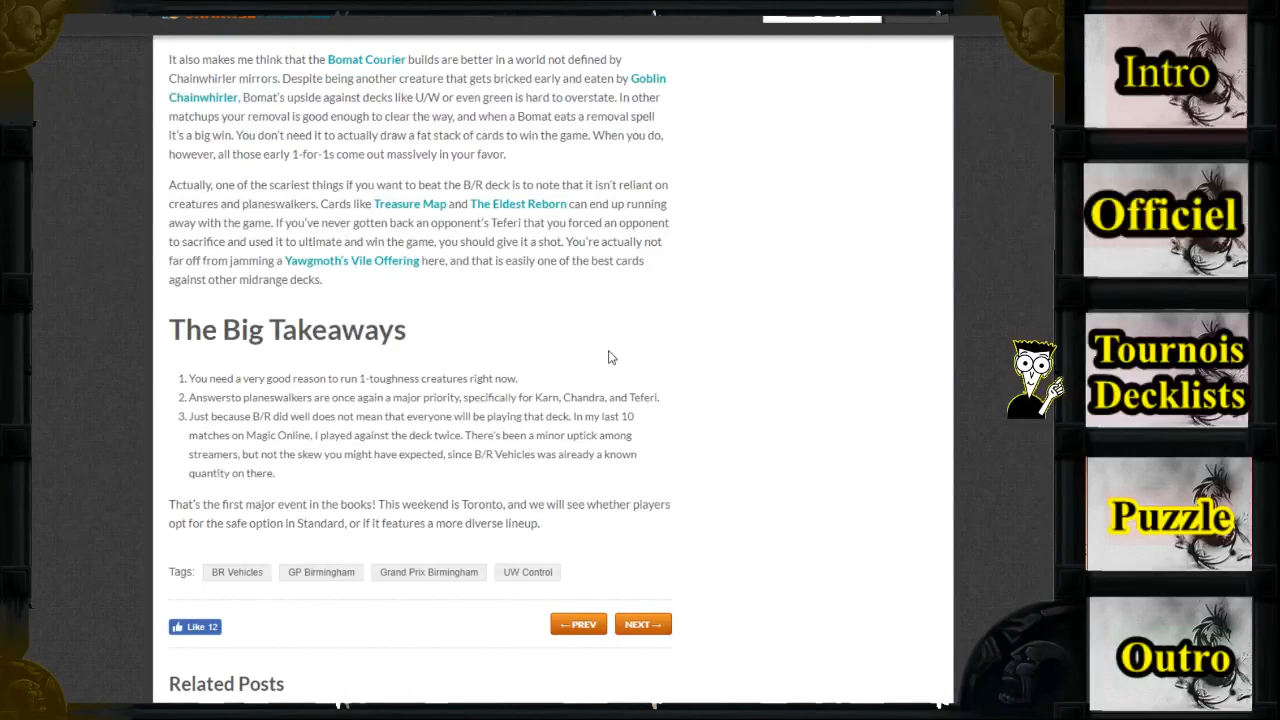 It also makes me think that the Bomat Courier builds are better in a world not defined by
Chainwhirler mirrors. Despite being another creature that gets bricked early and eaten by Goblin
Chainwhirler, Bomat's upside against decks like U/W or even green is hard to overstate. In other
matchups your removal is good enough to clear the way, and when a Bomat eats a removal spell
It's a big win. You don't need it to actually draw a fat stack of cards to win the game. When you do,
however, all those early 1-for-1s come out massively in your favor.
Actually, one of the scariest things if you want to beat the B/R deck is to note that it isn't reliant on
creatures and planeswalkers. Cards like Treasure Map and The Eldest Reborn can end up running
away with the game. If you've never gotten back an opponent's Teferi that you forced an opponent
to sacrifice and used it to ultimate and win the game, you should give it a shot. You're actually not
far off from jamming a Yawgmoth's Vile Offering here, and that is easily one of the best cards
against other midrange decks.
The Big Takeaways
1. You need a very good reason to run 1-toughness creatures right now.
2. Answersto planeswalkers are once again a major priority, specifically for Karn, Chandra, and Teferi.
3. Just because B/R did well does not mean that everyone will be playing that deck. In my last 10
matches on Magic Online, I played against the deck twice. There's been a minor uptick among
streamers, but not the skew you might have expected, since B/R Vehicles was already a known
quantity on there.
That's the first major event in the books! This weekend is Toronto, and we will see whether players
opt for the safe option in Standard, or if it features a more diverse lineup.
Tags: BR Vehicles GP Birmingham Grand Prix Birmingham UW Control
Like 12
← PREV NEXT →
Related Posts
Intro
Officiel
Tournois
Decklists
Puzzle
Outro